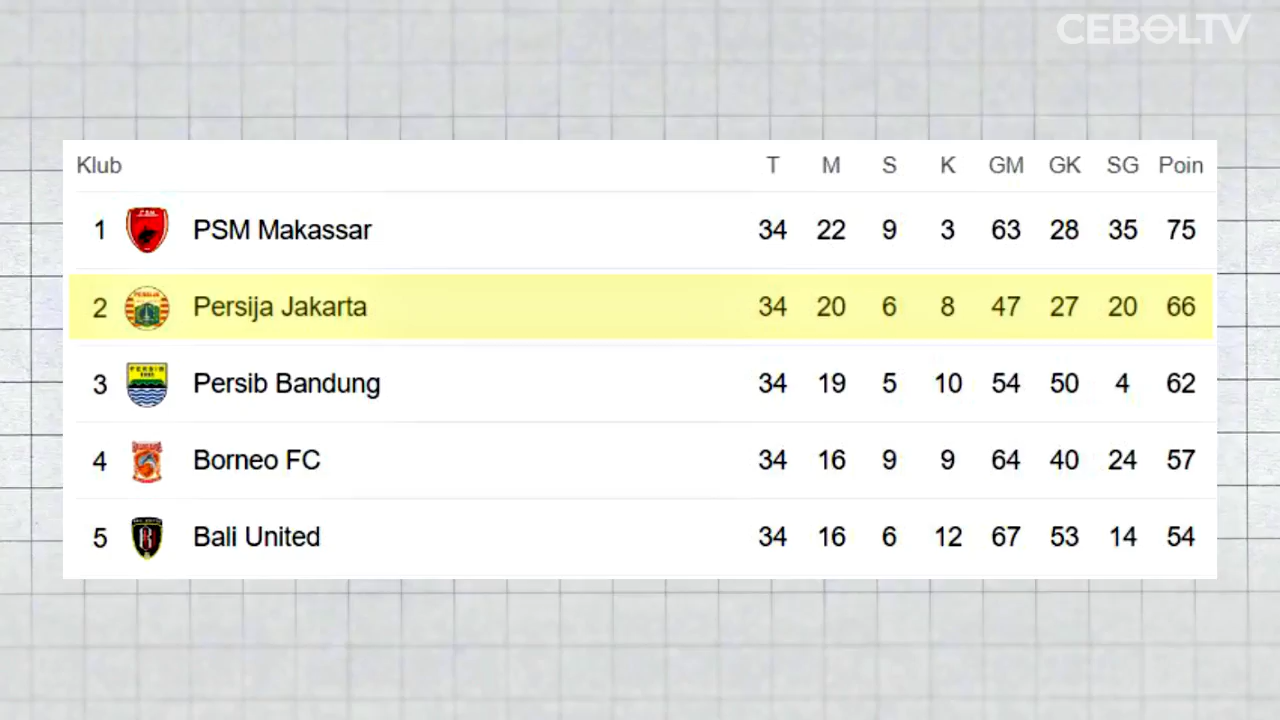 CEBOLTV
Klub T M S K GM GK SG Poin
1 PSM Makassar 34 22 9 3 63 28 35 75
2 Persija Jakarta 34 20 6 8 47 27 20 66
3 Persib Bandung 34 19 5 10 54 50 4 62
4 Borneo FC 34 16 9 9 64 40 24 57
5 Bali United 34 16 6 12 67 53 14 54